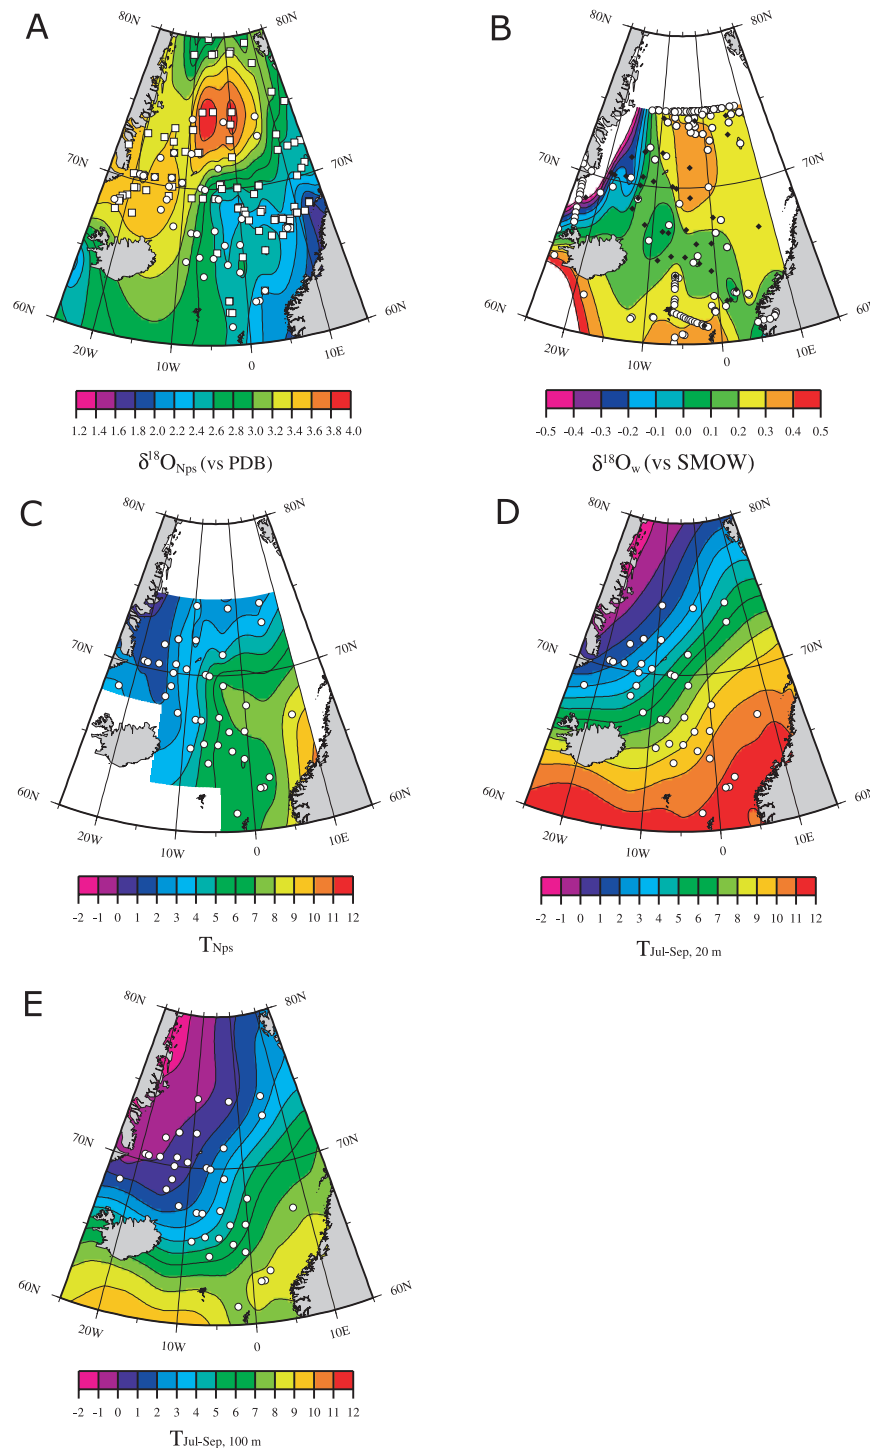 A
80N
80N
70N
70N
60N
60N
20W
10W
0
10E
1.2 1.4 1.6 1.8 2.0 2.2 2.4 2.6 2.8 3.0 3.2 3.4 3.6 3.8 4.0
δ¹⁸O_Nps (vs PDB)
B
80N
80N
70N
70N
60N
60N
20W
10W
0
10E
-0.5 -0.4 -0.3 -0.2 -0.1 0.0 0.1 0.2 0.3 0.4 0.5
δ¹⁸O_w (vs SMOW)
C
80N
80N
70N
70N
60N
60N
20W
10W
0
10E
-2 -1 0 1 2 3 4 5 6 7 8 9 10 11 12
T_Nps
D
80N
80N
70N
70N
60N
60N
20W
10W
0
10E
-2 -1 0 1 2 3 4 5 6 7 8 9 10 11 12
T_Jul-Sep, 20 m
E
80N
80N
70N
70N
60N
60N
20W
10W
0
10E
-2 -1 0 1 2 3 4 5 6 7 8 9 10 11 12
T_Jul-Sep, 100 m